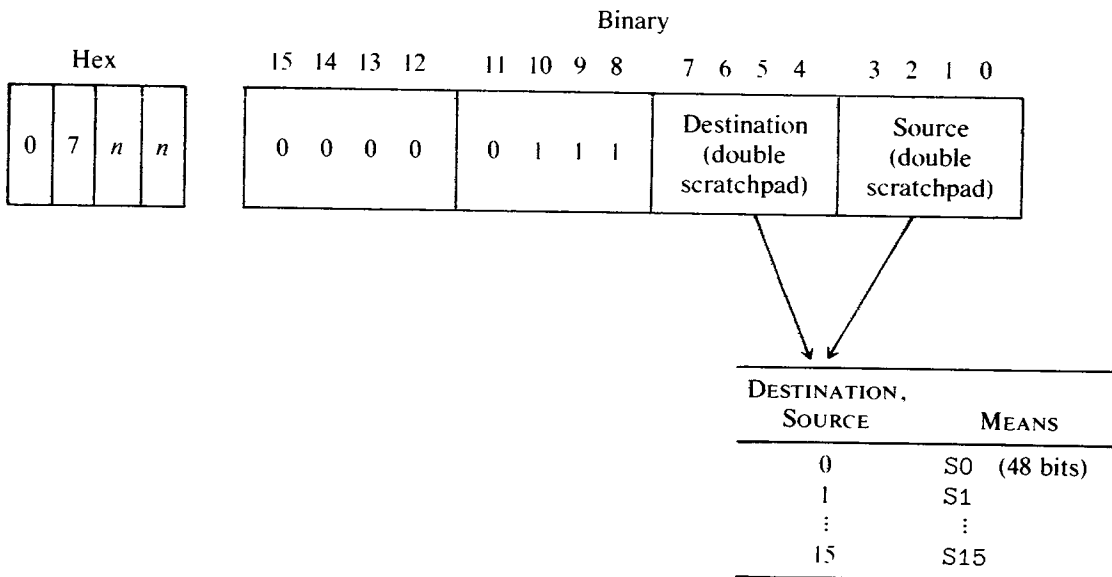 Binary
Hex
15 14 13 12 11 10 9 8 7 6 5 4 3 2 1 0
0 7 n n
0 0 0 0 0 1 1 1
Destination
(double
scratchpad)
Source
(double
scratchpad)
DESTINATION,
SOURCE MEANS
0 S0 (48 bits)
1 S1
⋮ ⋮
15 S15